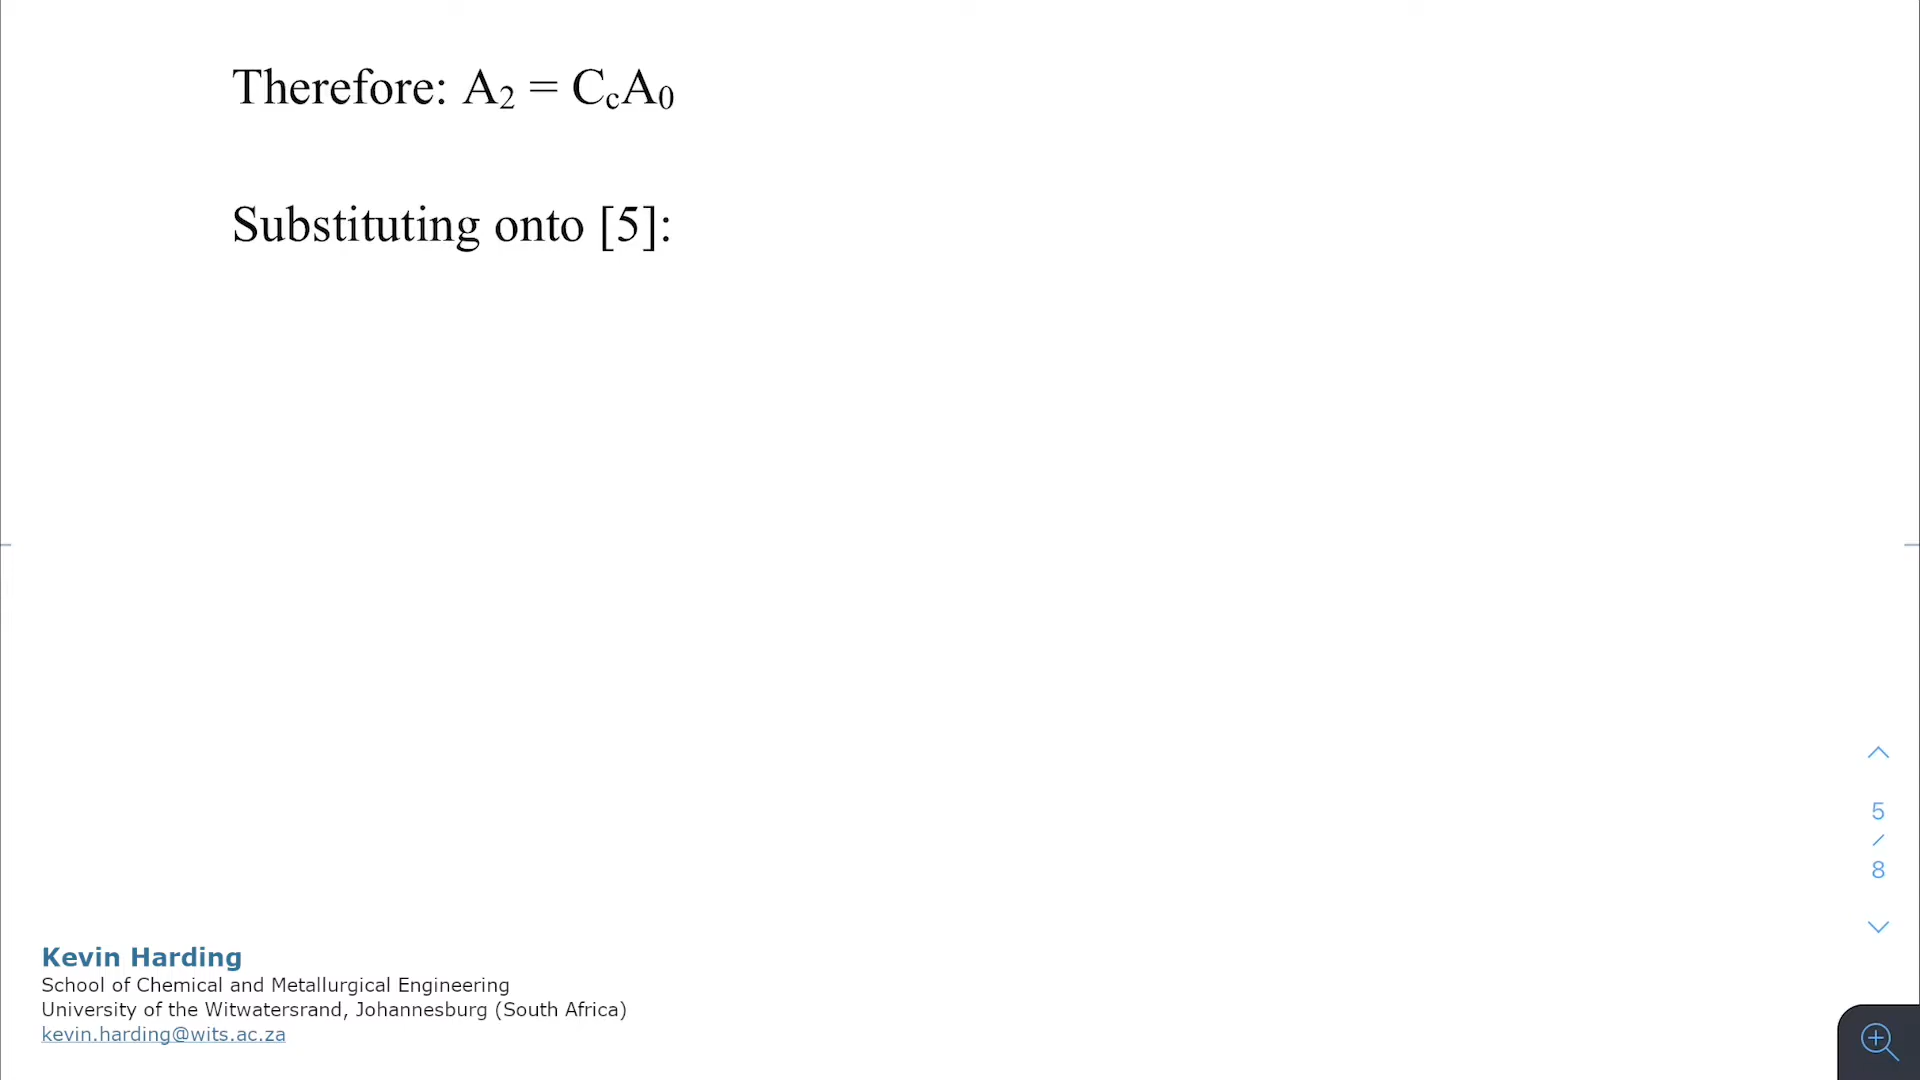 Therefore: A₂ = C꜀A₀
Substituting onto [5]:
5
/
8
Kevin Harding
School of Chemical and Metallurgical Engineering
University of the Witwatersrand, Johannesburg (South Africa)
kevin.harding@wits.ac.za